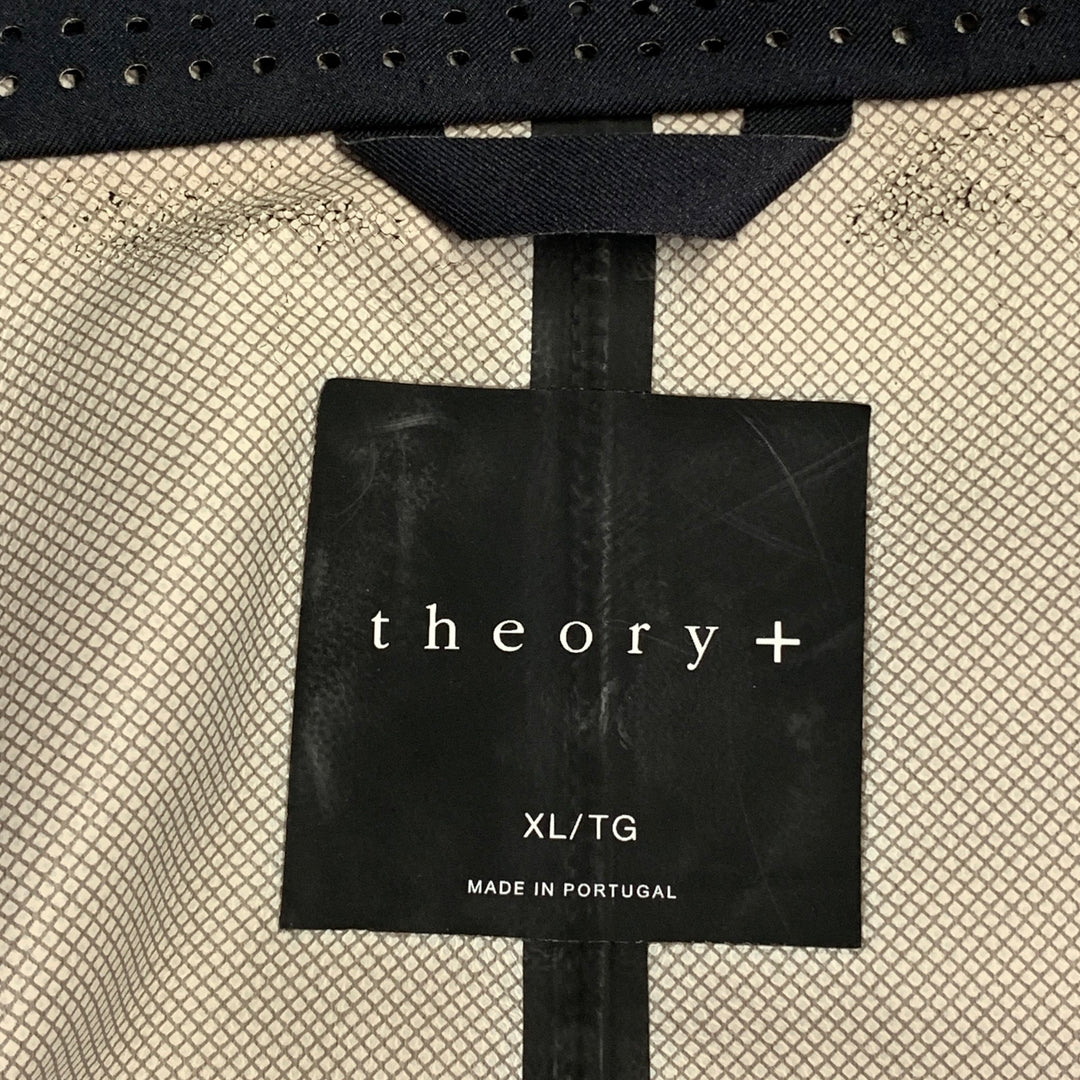 theory+
XL/TG
MADE IN PORTUGAL